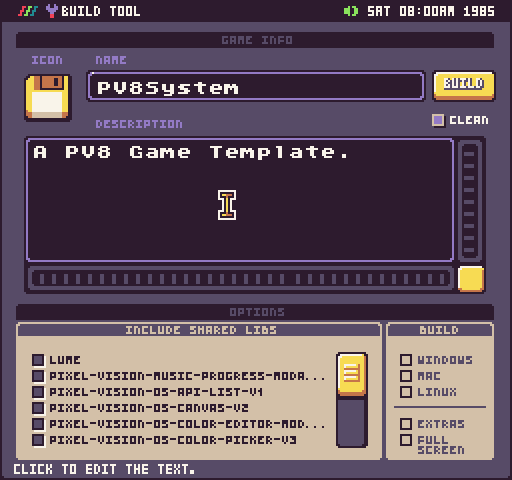 BUILD TOOL
SAT 08:00AM 1985
GAME INFO
ICON
NAME
PV8System
BUILD
DESCRIPTION
CLEAN
A PV8 Game Template.
OPTIONS
INCLUDE SHARED LIBS
BUILD
LUME
WINDOWS
PIXEL-VISION-MUSIC-PROGRESS-MODA...
MAC
PIXEL-VISION-OS-API-LIST-V1
LINUX
PIXEL-VISION-OS-CANVAS-V2
PIXEL-VISION-OS-COLOR-EDITOR-MOD...
EXTRAS
PIXEL-VISION-OS-COLOR-PICKER-V3
FULL
SCREEN
CLICK TO EDIT THE TEXT.